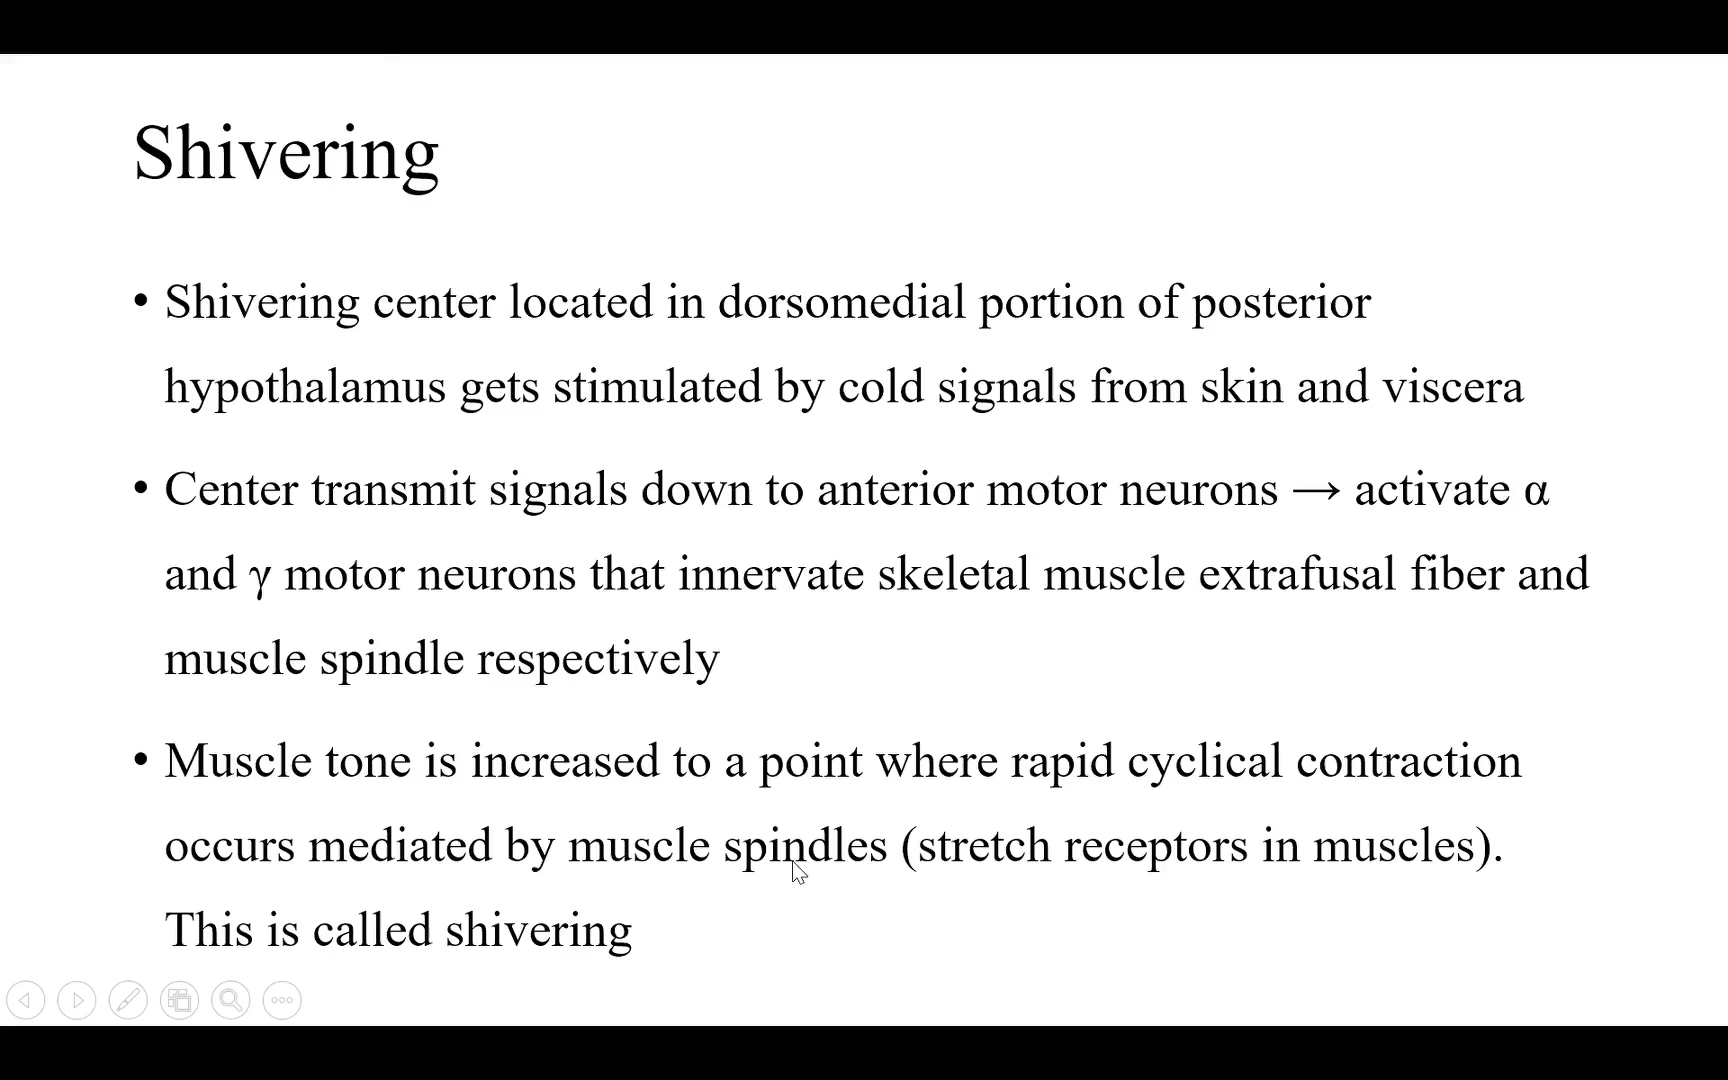 Shivering
• Shivering center located in dorsomedial portion of posterior
hypothalamus gets stimulated by cold signals from skin and viscera
• Center transmit signals down to anterior motor neurons → activate α
and γ motor neurons that innervate skeletal muscle extrafusal fiber and
muscle spindle respectively
• Muscle tone is increased to a point where rapid cyclical contraction
occurs mediated by muscle spindles (stretch receptors in muscles).
This is called shivering